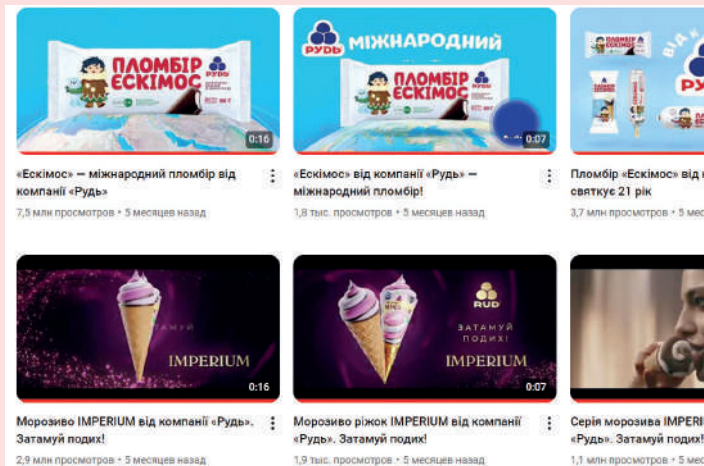 ПЛОМБІР
ЄСКІМОС
РУДЬ
0:16
«Ескімос» — міжнародний пломбір від
компанії «Рудь»
7,5 млн просмотров • 5 месяцев назад
РУДЬ
МІЖНАРОДНИЙ
ПЛОМБІР
ЄСКІМОС
РУДЬ
0:07
«Ескімос» від компанії «Рудь» —
міжнародний пломбір!
1,8 тыс. просмотров • 5 месяцев назад
ВІД К
РУ
Пломбір «Ескімос» від к
святкує 21 рік
3,7 млн просмотров • 5 мес
IMPERIUM
0:16
Морозиво IMPERIUM від компанії «Рудь».
Затамуй подих!
2,9 млн просмотров • 5 месяцев назад
RUD'
ЗАТАМУЙ
ПОДИХ!
IMPERIUM
0:07
Морозиво ріжок IMPERIUM від компанії
«Рудь». Затамуй подих!
1,9 тыс. просмотров • 5 месяцев назад
Серія морозива IMPERI
«Рудь». Затамуй подих!
1,1 млн просмотров • 5 мес